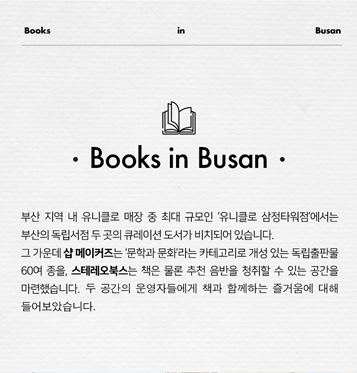 Books in Busan
· Books in Busan ·
부산 지역 내 유니클로 매장 중 최대 규모인 '유니클로 삼정타워점'에서는
부산의 독립서점 두 곳의 큐레이션 도서가 비치되어 있습니다.
그 가운데 샵 메이커즈는 '문학과 문화'라는 카테고리로 개성 있는 독립출판물
60여 종을, 스테레오북스는 책은 물론 추천 음반을 청취할 수 있는 공간을
마련했습니다. 두 공간의 운영자들에게 책과 함께하는 즐거움에 대해
들어보았습니다.